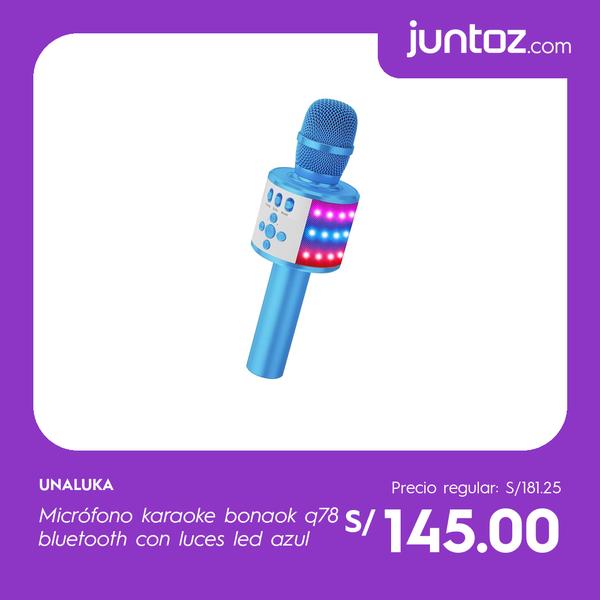 juntoz.com
UNALUKA
Micrófono karaoke bonaok q78
bluetooth con luces led azul
Precio regular: S/181.25
S/ 145.00